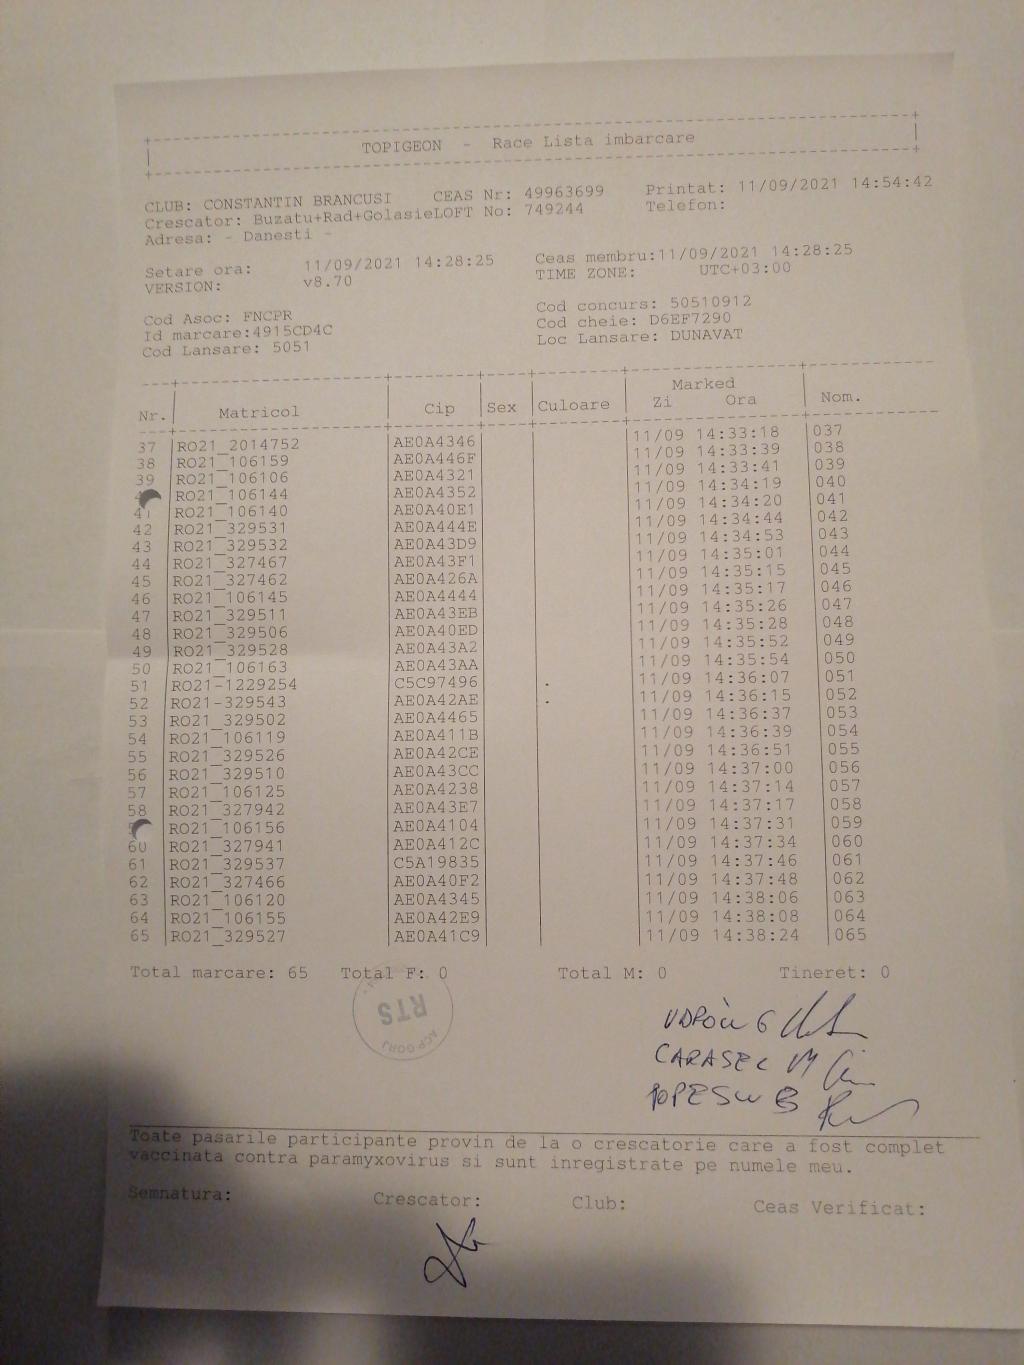 TOPIGEON - Race Lista imbarcare
CLUB: CONSTANTIN BRANCUSI CEAS Nr: 49963699 Printat: 11/09/2021 14:54:42
Crescator: Buzatu+Rad+GolasieLOFT No: 749244 Telefon:
Adresa: - Danesti -
Setare ora: 11/09/2021 14:28:25 Ceas membru:11/09/2021 14:28:25
VERSION: v8.70 TIME ZONE: UTC+03:00
Cod Asoc: FNCPR Cod concurs: 50510912
Id marcare:4915CD4C Cod cheie: D6EF7290
Cod Lansare: 5051 Loc Lansare: DUNAVAT
Marked
Nr. Matricol Cip Sex Culoare Zi Ora Nom.
37 RO21_2014752 AE0A4346 11/09 14:33:18 037
38 RO21_106159 AE0A446F 11/09 14:33:39 038
39 RO21_106106 AE0A4321 11/09 14:33:41 039
RO21_106144 AE0A4352 11/09 14:34:19 040
41 RO21_106140 AE0A40E1 11/09 14:34:20 041
42 RO21_329531 AE0A444E 11/09 14:34:44 042
43 RO21_329532 AE0A43D9 11/09 14:34:53 043
44 RO21_327467 AE0A43F1 11/09 14:35:01 044
45 RO21_327462 AE0A426A 11/09 14:35:15 045
46 RO21_106145 AE0A4444 11/09 14:35:17 046
47 RO21_329511 AE0A43EB 11/09 14:35:26 047
48 RO21_329506 AE0A40ED 11/09 14:35:28 048
49 RO21_329528 AE0A43A2 11/09 14:35:52 049
50 RO21_106163 AE0A43AA 11/09 14:35:54 050
51 RO21-1229254 C5C97496 11/09 14:36:07 051
52 RO21-329543 AE0A42AE 11/09 14:36:15 052
53 RO21_329502 AE0A4465 11/09 14:36:37 053
54 RO21_106119 AE0A411B 11/09 14:36:39 054
55 RO21_329526 AE0A42CE 11/09 14:36:51 055
56 RO21_329510 AE0A43CC 11/09 14:37:00 056
57 RO21_106125 AE0A4238 11/09 14:37:14 057
58 RO21_327942 AE0A43E7 11/09 14:37:17 058
RO21_106156 AE0A4104 11/09 14:37:31 059
60 RO21_327941 AE0A412C 11/09 14:37:34 060
61 RO21_329537 C5A19835 11/09 14:37:46 061
62 RO21_327466 AE0A40F2 11/09 14:37:48 062
63 RO21_106120 AE0A4345 11/09 14:38:06 063
64 RO21_106155 AE0A42E9 11/09 14:38:08 064
65 RO21_329527 AE0A41C9 11/09 14:38:24 065
Total marcare: 65 Total F: 0 Total M: 0 Tineret: 0
RTS
ACP GORJ
CARASEC M
POPESCU B
Toate pasarile participante provin de la o crescatorie care a fost complet
vaccinata contra paramyxovirus si sunt inregistrate pe numele meu.
Semnatura: Crescator: Club: Ceas Verificat: